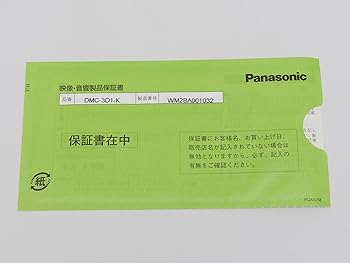 Panasonic
映像・音響製品保証書
品番 DMC-3D1-K 製造番号 WM2BA001032
保証書在中
保証書にお客様名、お買い上げ日、
販売店名が記入されていない場合は
無効となりますから、必ず、記入の
有無をご確認ください。
紙